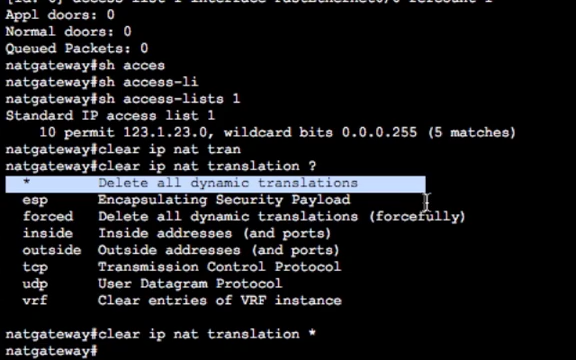 Appl doors: 0
Normal doors: 0
Queued Packets: 0
natgateway#sh acces
natgateway#sh access-li
natgateway#sh access-lists 1
Standard IP access list 1
    10 permit 123.1.23.0, wildcard bits 0.0.0.255 (5 matches)
natgateway#clear ip nat tran
natgateway#clear ip nat translation ?
  *        Delete all dynamic translations
  esp      Encapsulating Security Payload
  forced   Delete all dynamic translations (forcefully)
  inside   Inside addresses (and ports)
  outside  Outside addresses (and ports)
  tcp      Transmission Control Protocol
  udp      User Datagram Protocol
  vrf      Clear entries of VRF instance
natgateway#clear ip nat translation *
natgateway#